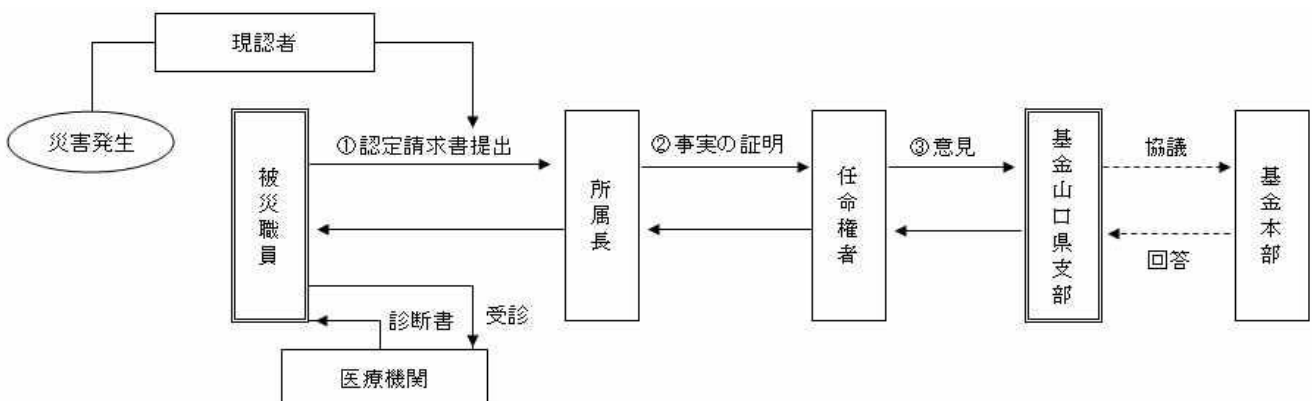 現認者
災害発生
①認定請求書提出
②事実の証明
③意見
協議
被災職員
所属長
任命権者
基金山口県支部
基金本部
回答
診断書
受診
医療機関